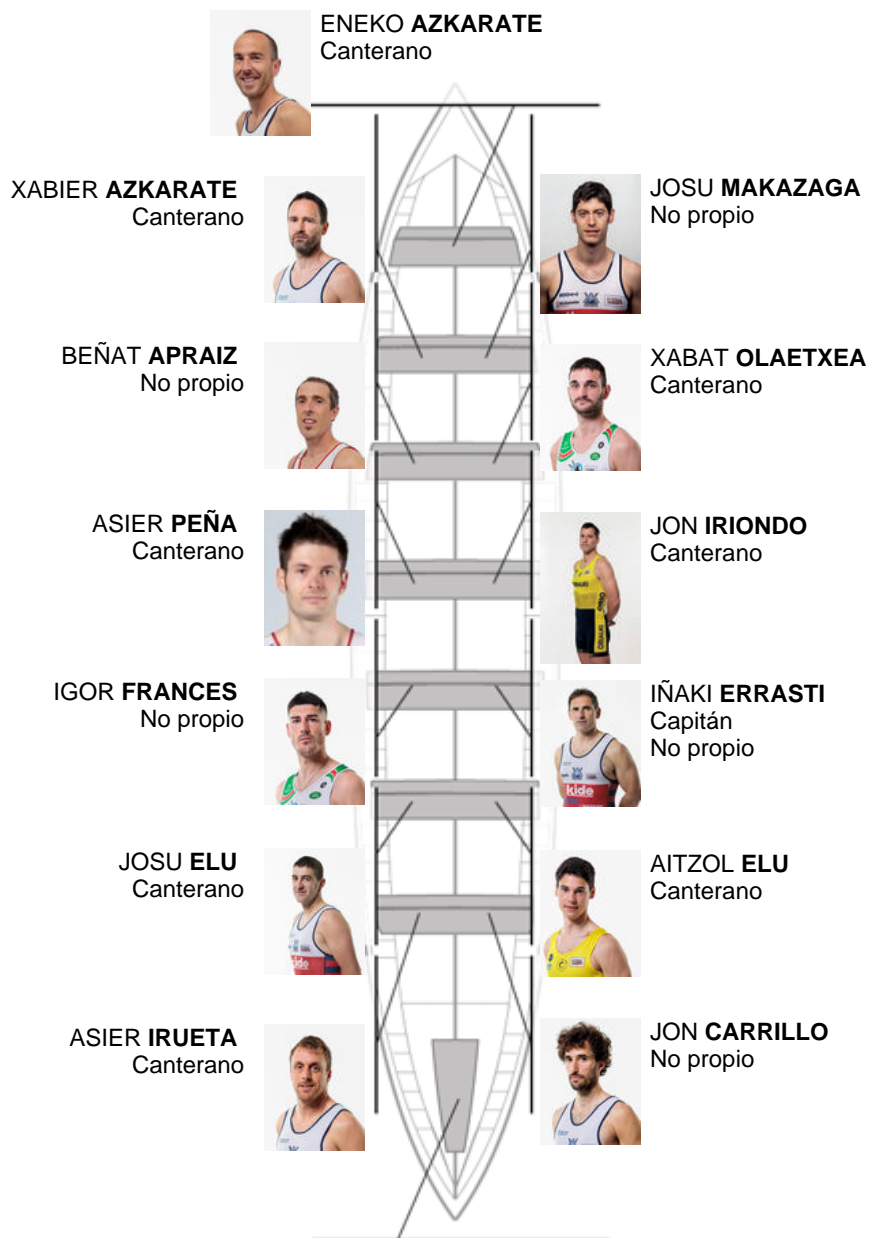 ENEKO AZKARATE
Canterano
XABIER AZKARATE
Canterano
JOSU MAKAZAGA
No propio
BEÑAT APRAIZ
No propio
XABAT OLAETXEA
Canterano
ASIER PEÑA
Canterano
JON IRIONDO
Canterano
IGOR FRANCES
No propio
IÑAKI ERRASTI
Capitán
No propio
kide
JOSU ELU
Canterano
kide
AITZOL ELU
Canterano
ASIER IRUETA
Canterano
JON CARRILLO
No propio